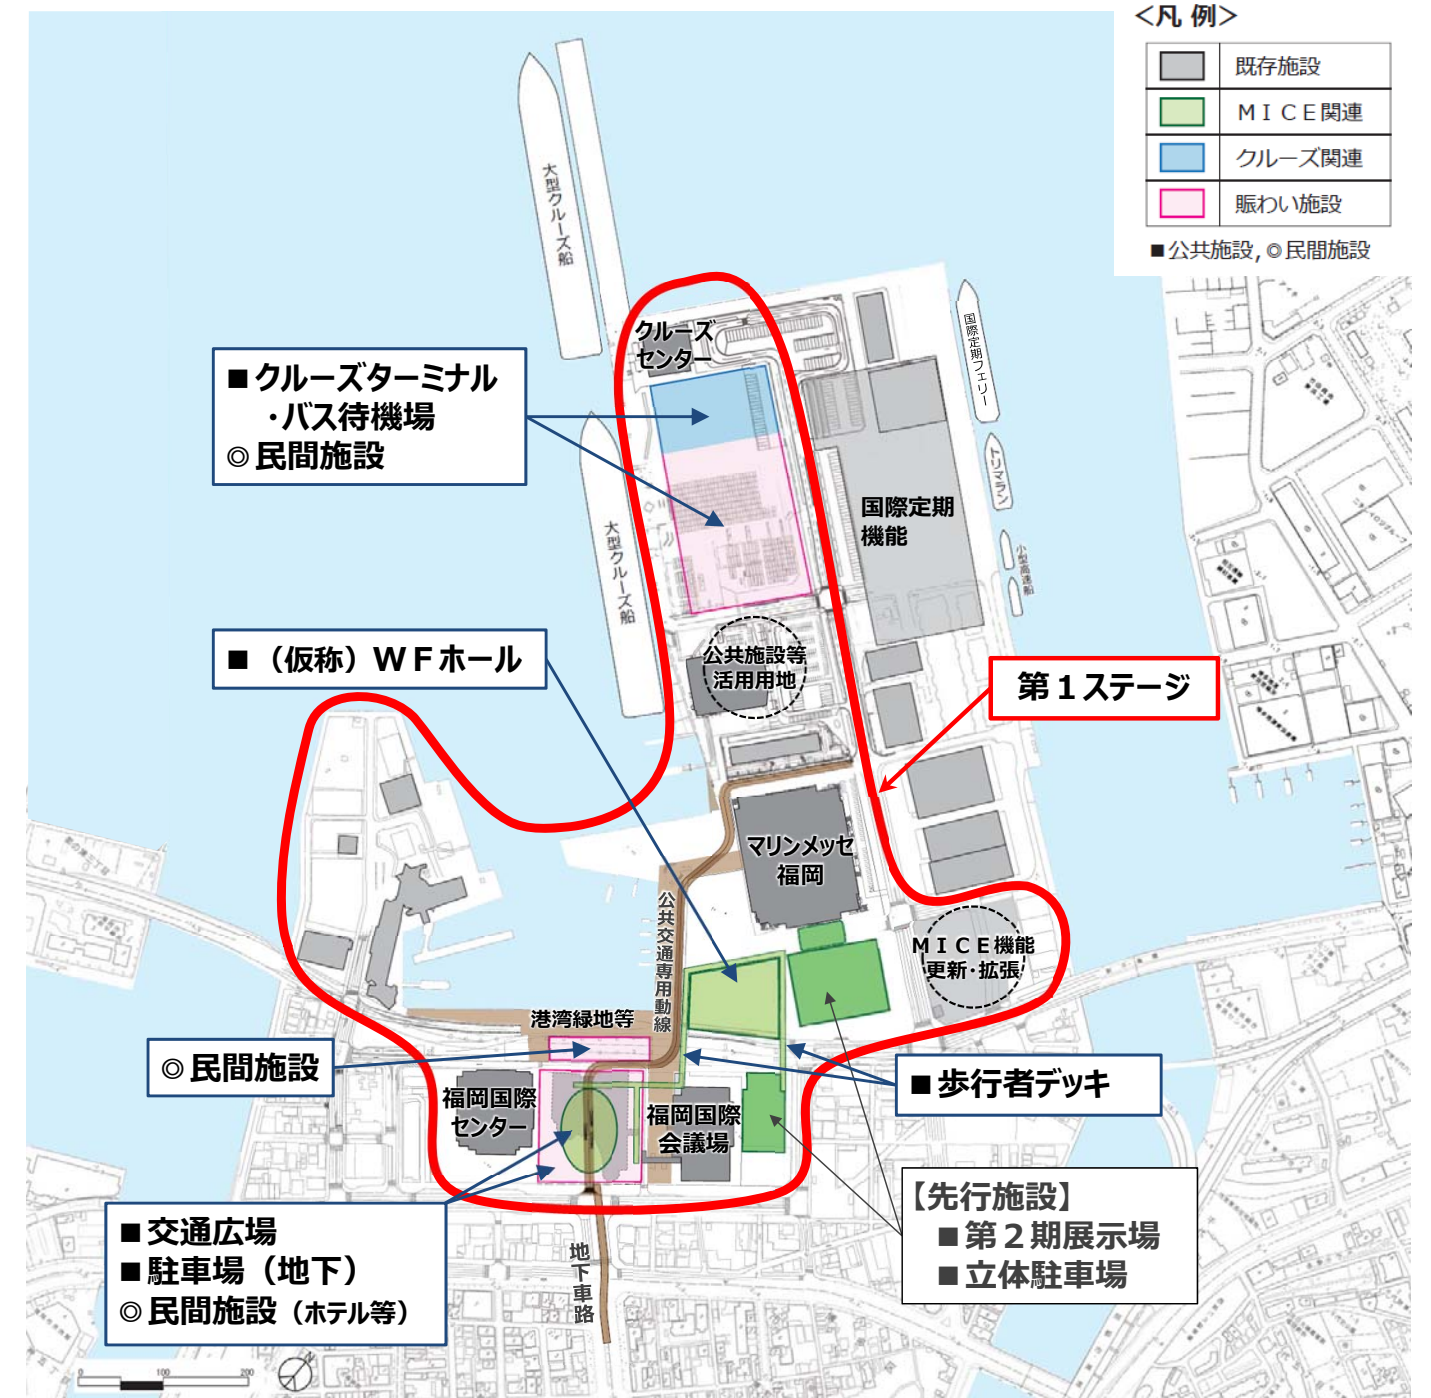 <凡 例>
既存施設
ＭＩＣＥ関連
クルーズ関連
賑わい施設
■公共施設,◎民間施設
大型クルーズ船
国際定期フェリー
クルーズ
センター
■クルーズターミナル
・バス待機場
◎民間施設
トリマラン
国際定期
機能
大型クルーズ船
小型高速船
■（仮称）ＷＦホール
公共施設等
活用用地
第１ステージ
マリンメッセ
福岡
公共交通専用動線
ＭＩＣＥ機能
更新・拡張
港湾緑地等
◎民間施設
■歩行者デッキ
福岡国際
センター
福岡国際
会議場
【先行施設】
■第２期展示場
■立体駐車場
■交通広場
■駐車場（地下）
◎民間施設（ホテル等）
地下車路
0 100 200